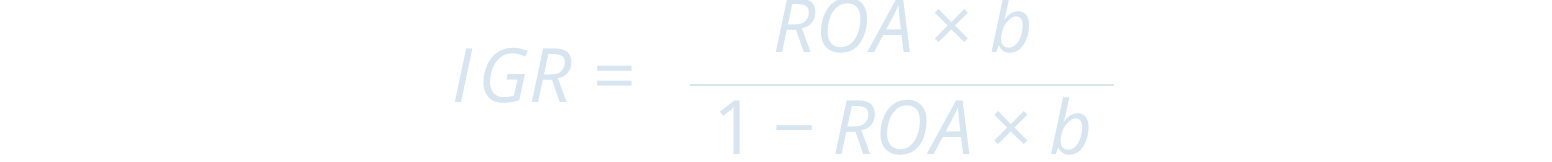 IGR = ROA × b
1 − ROA × b